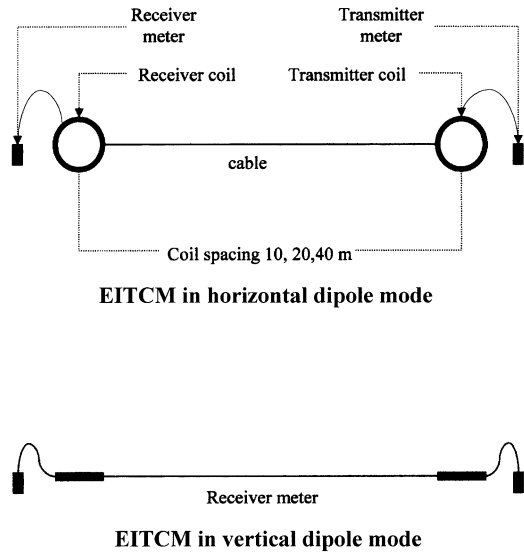 Receiver
meter
Transmitter
meter
Receiver coil
Transmitter coil
cable
Coil spacing 10, 20,40 m
EITCM in horizontal dipole mode
Receiver meter
EITCM in vertical dipole mode